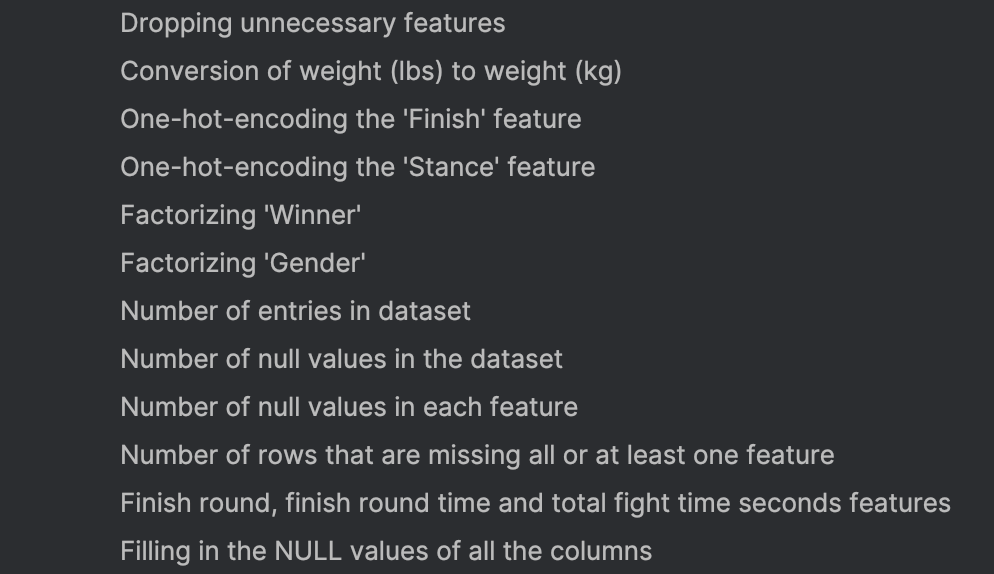 Dropping unnecessary features
Conversion of weight (lbs) to weight (kg)
One-hot-encoding the 'Finish' feature
One-hot-encoding the 'Stance' feature
Factorizing 'Winner'
Factorizing 'Gender'
Number of entries in dataset
Number of null values in the dataset
Number of null values in each feature
Number of rows that are missing all or at least one feature
Finish round, finish round time and total fight time seconds features
Filling in the NULL values of all the columns